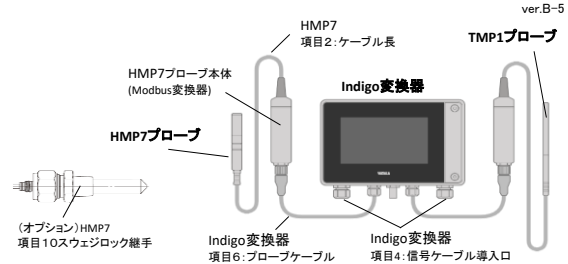 ver.B-5
HMP7
項目2：ケーブル長
TMP1プローブ
HMP7プローブ本体
(Modbus変換器)
Indigo変換器
HMP7プローブ
VAISALA
(オプション)HMP7
項目10スウェジロック継手
Indigo変換器
項目6：プローブケーブル
Indigo変換器
項目4：信号ケーブル導入口